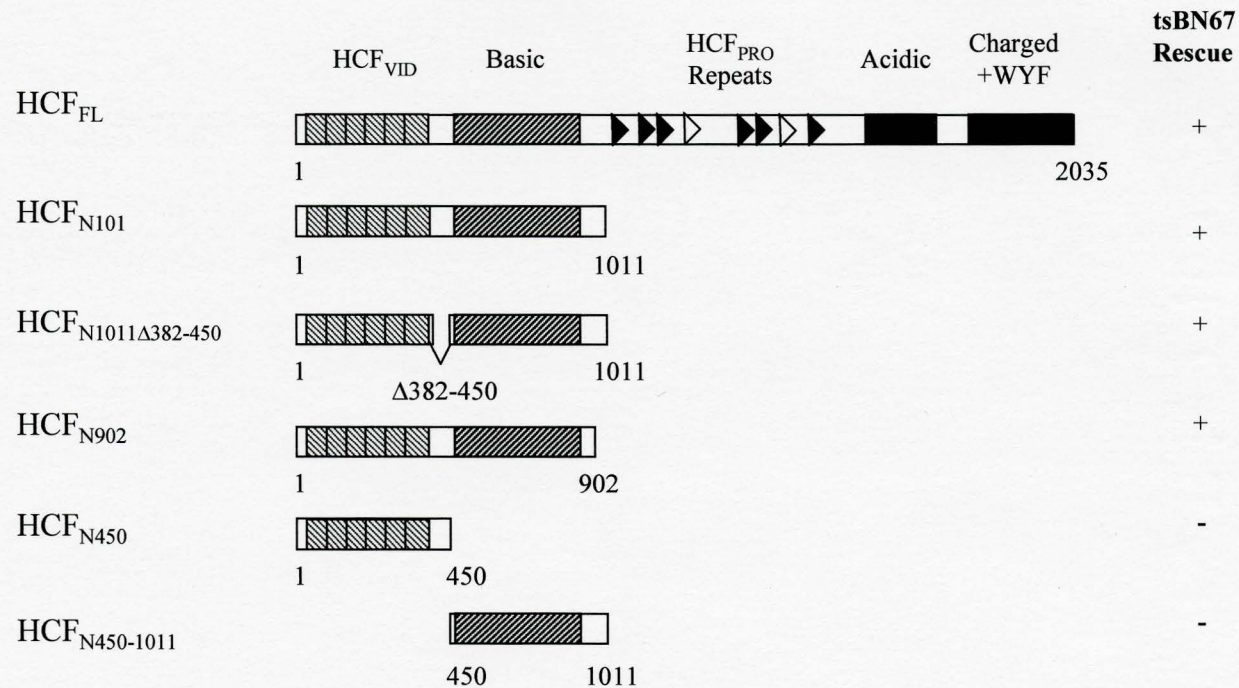 tsBN67
Rescue
HCF_VID
Basic
HCF_PRO
Repeats
Acidic
Charged
+WYF
HCF_FL
+
1
2035
HCF_N101
+
1
1011
HCF_N1011Δ382-450
+
1
1011
Δ382-450
HCF_N902
+
1
902
HCF_N450
-
1
450
HCF_N450-1011
-
450
1011